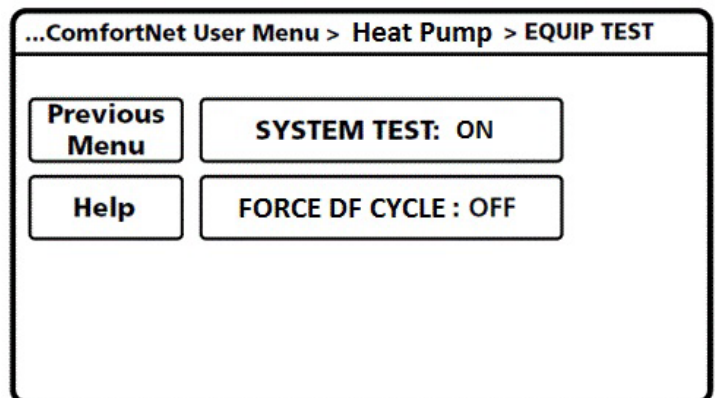 ...ComfortNet User Menu > Heat Pump > EQUIP TEST
Previous
Menu
SYSTEM TEST: ON
Help
FORCE DF CYCLE : OFF